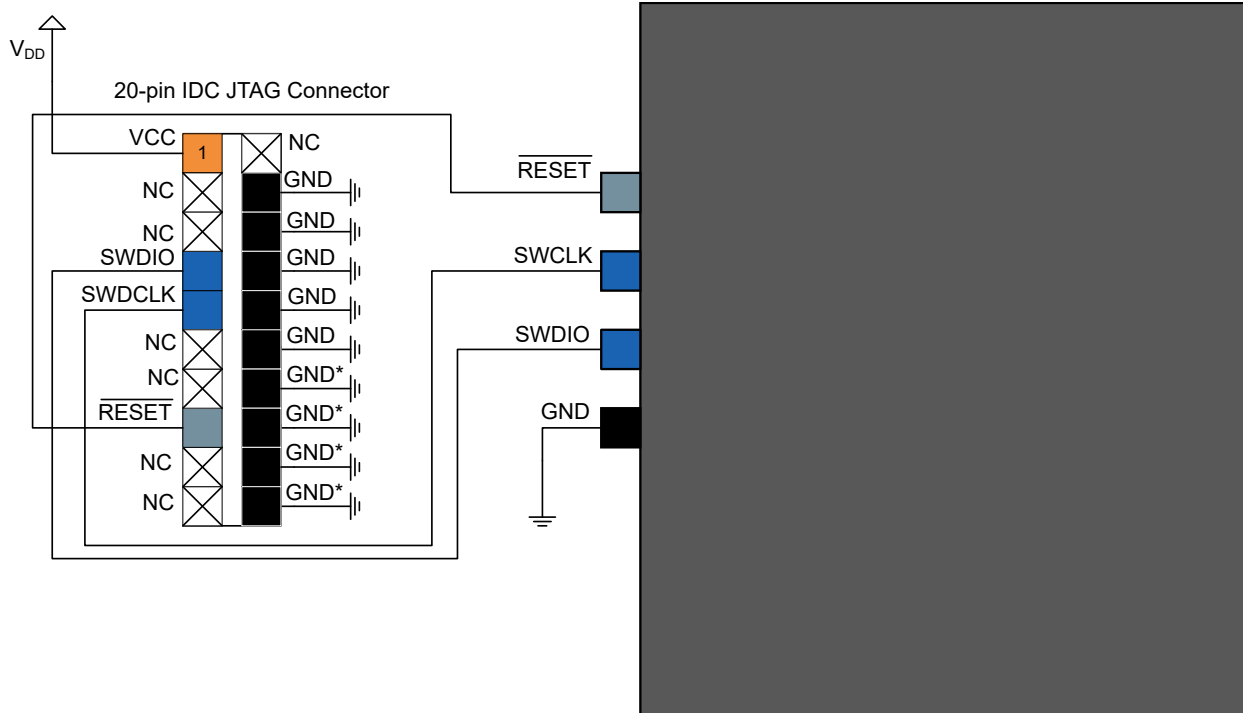 V_DD
20-pin IDC JTAG Connector
VCC
1
NC
RESET
NC
GND
NC
GND
SWDIO
GND
SWCLK
SWDCLK
GND
NC
GND
SWDIO
NC
GND*
RESET
GND*
GND
NC
GND*
NC
GND*